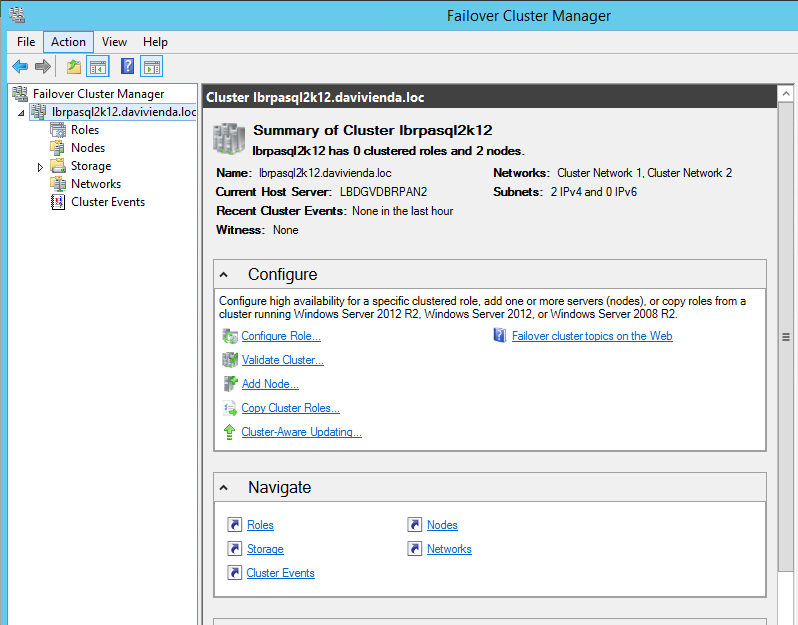 Failover Cluster Manager
File Action View Help
Failover Cluster Manager
lbrpasql2k12.davivienda.loc
Roles
Nodes
Storage
Networks
Cluster Events
Cluster lbrpasql2k12.davivienda.loc
Summary of Cluster lbrpasql2k12
lbrpasql2k12 has 0 clustered roles and 2 nodes.
Name: lbrpasql2k12.davivienda.loc
Networks: Cluster Network 1, Cluster Network 2
Current Host Server: LBDGVDBRPAN2
Subnets: 2 IPv4 and 0 IPv6
Recent Cluster Events: None in the last hour
Witness: None
Configure
Configure high availability for a specific clustered role, add one or more servers (nodes), or copy roles from a
cluster running Windows Server 2012 R2, Windows Server 2012, or Windows Server 2008 R2.
Configure Role...
Failover cluster topics on the Web
Validate Cluster...
Add Node...
Copy Cluster Roles...
Cluster-Aware Updating...
Navigate
Roles
Nodes
Storage
Networks
Cluster Events